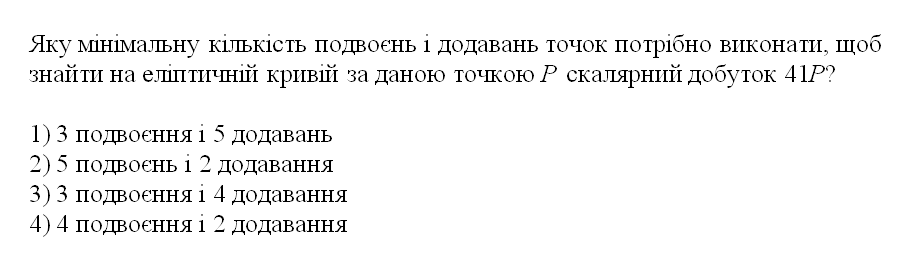 Яку мінімальну кількість подвоєнь і додавань точок потрібно виконати, щоб
знайти на еліптичній кривій за даною точкою P скалярний добуток 41P?
1) 3 подвоєння і 5 додавань
2) 5 подвоєнь і 2 додавання
3) 3 подвоєння і 4 додавання
4) 4 подвоєння і 2 додавання